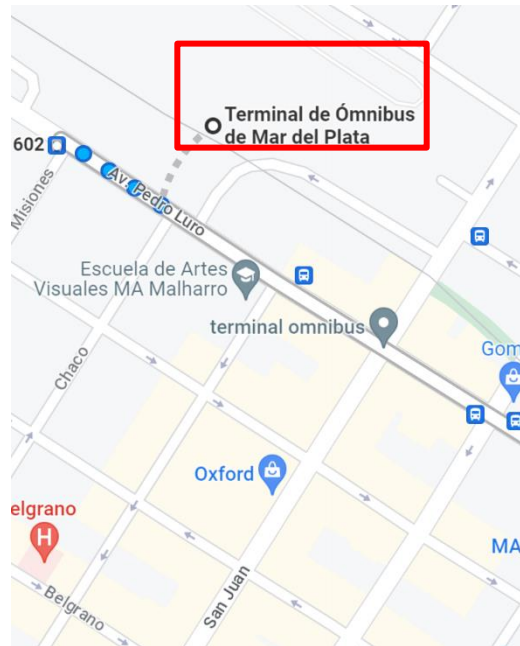 Terminal de Ómnibus
de Mar del Plata
602
Misiones
Av. Pedro Luro
Escuela de Artes
Visuales MA Malharro
terminal omnibus
Gom
Chaco
Oxford
elgrano
H
MA
San Juan
Belgrano